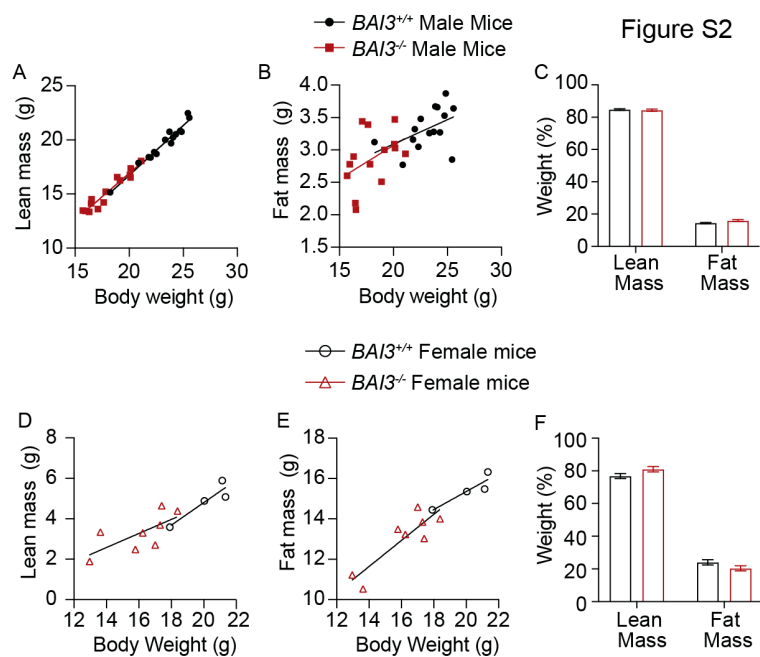 BAI3+/+ Male Mice
BAI3-/- Male Mice
Figure S2
A
Lean mass (g)
25
20
15
10
15
20
25
30
Body weight (g)
B
Fat mass (g)
4.0
3.5
3.0
2.5
2.0
1.5
15
20
25
30
Body weight (g)
C
Weight (%)
100
80
60
40
20
0
Lean
Mass
Fat
Mass
BAI3+/+ Female mice
BAI3-/- Female mice
D
Lean mass (g)
8
6
4
2
0
12
14
16
18
20
22
Body Weight (g)
E
Fat mass (g)
18
16
14
12
10
12
14
16
18
20
22
Body Weight (g)
F
Weight (%)
100
80
60
40
20
0
Lean
Mass
Fat
Mass